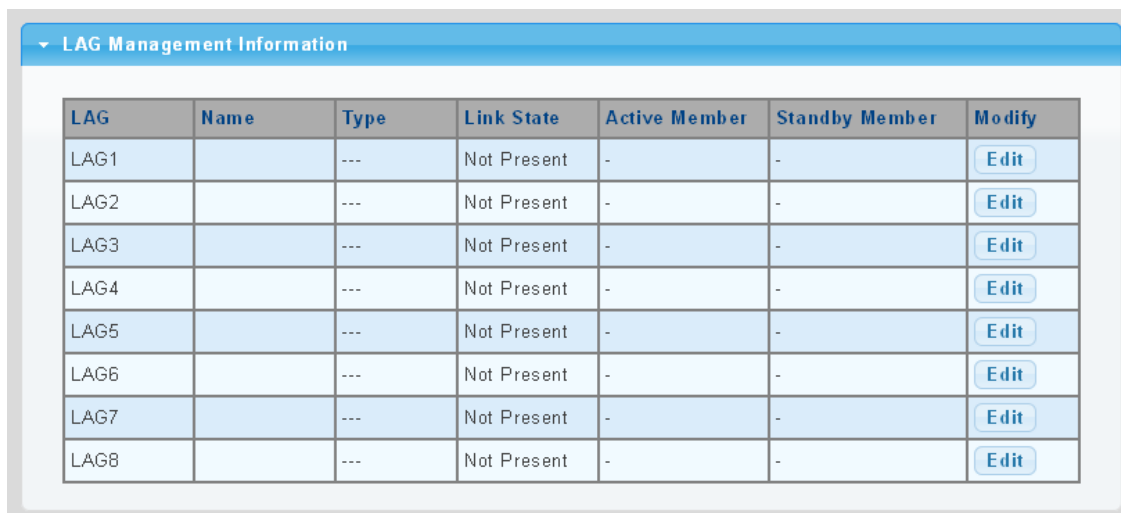 LAG Management Information
LAG Name Type Link State Active Member Standby Member Modify
LAG1 --- Not Present - - Edit
LAG2 --- Not Present - - Edit
LAG3 --- Not Present - - Edit
LAG4 --- Not Present - - Edit
LAG5 --- Not Present - - Edit
LAG6 --- Not Present - - Edit
LAG7 --- Not Present - - Edit
LAG8 --- Not Present - - Edit